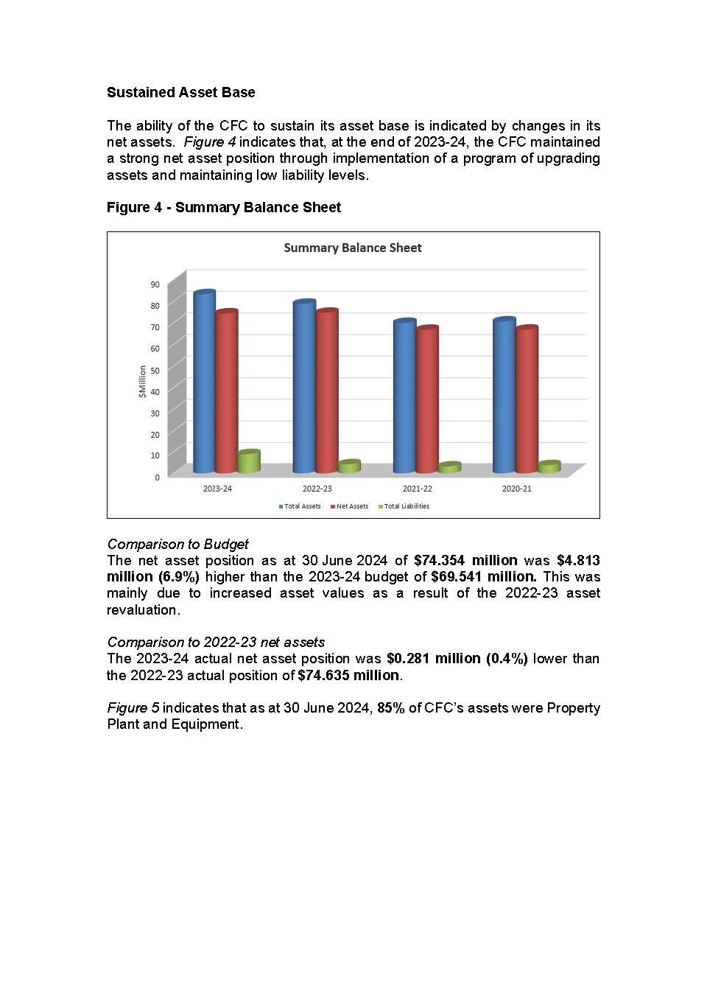 Sustained Asset Base
The ability of the CFC to sustain its asset base is indicated by changes in its
net assets. Figure 4 indicates that, at the end of 2023-24, the CFC maintained
a strong net asset position through implementation of a program of upgrading
assets and maintaining low liability levels.
Figure 4 - Summary Balance Sheet
Summary Balance Sheet
90
80
70
60
50
40
30
20
10
0
$Million
2023-24 2022-23 2021-22 2020-21
Total Assets Net Assets Total Liabilities
Comparison to Budget
The net asset position as at 30 June 2024 of $74.354 million was $4.813
million (6.9%) higher than the 2023-24 budget of $69.541 million. This was
mainly due to increased asset values as a result of the 2022-23 asset
revaluation.
Comparison to 2022-23 net assets
The 2023-24 actual net asset position was $0.281 million (0.4%) lower than
the 2022-23 actual position of $74.635 million.
Figure 5 indicates that as at 30 June 2024, 85% of CFC’s assets were Property
Plant and Equipment.